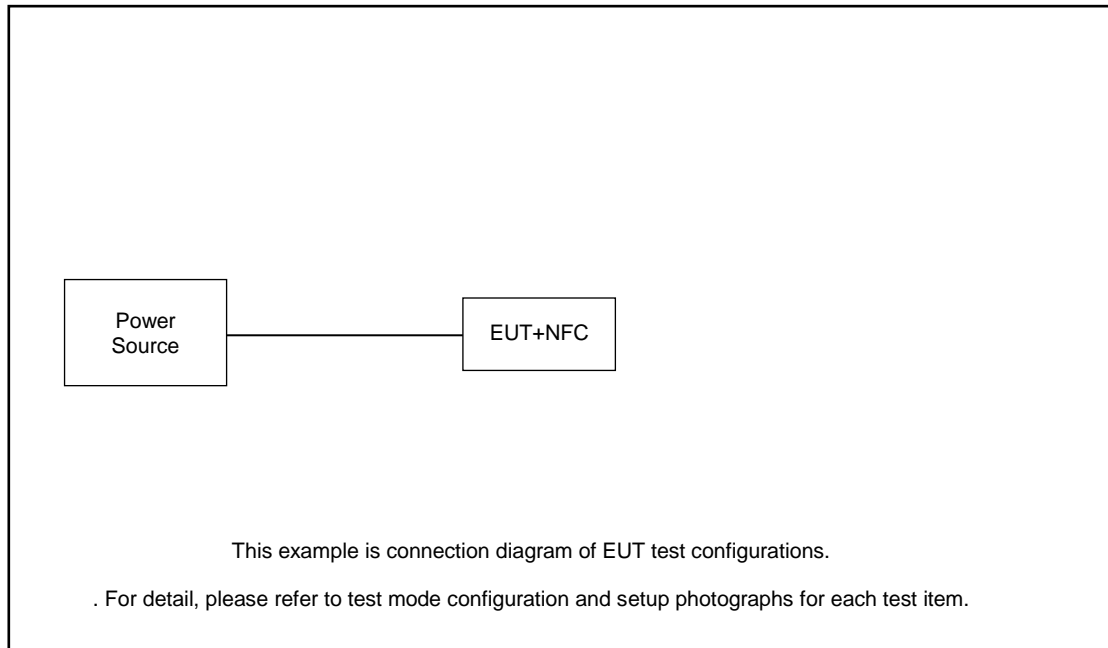 Power
Source
EUT+NFC
This example is connection diagram of EUT test configurations.
. For detail, please refer to test mode configuration and setup photographs for each test item.